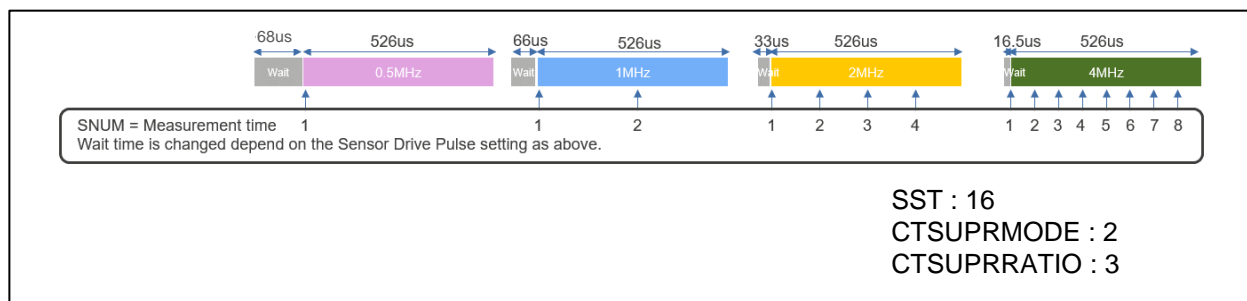 68us 526us 66us 526us 33us 526us 16.5us 526us
Wait 0.5MHz Wait 1MHz Wait 2MHz Wait 4MHz
SNUM = Measurement time 1 1 2 1 2 3 4 1 2 3 4 5 6 7 8
Wait time is changed depend on the Sensor Drive Pulse setting as above.
SST : 16
CTSUPRMODE : 2
CTSUPRRATIO : 3